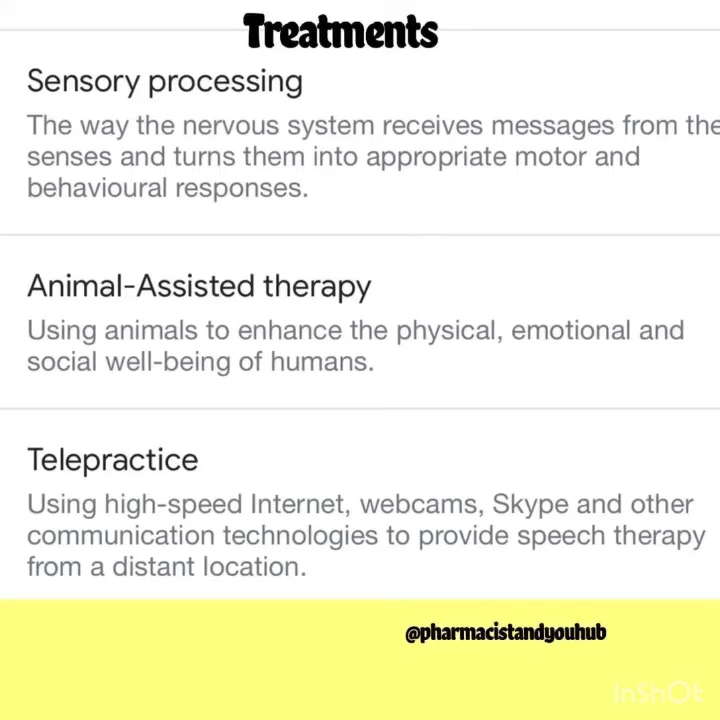 Treatments
Sensory processing
The way the nervous system receives messages from the
senses and turns them into appropriate motor and
behavioural responses.
Animal-Assisted therapy
Using animals to enhance the physical, emotional and
social well-being of humans.
Telepractice
Using high-speed Internet, webcams, Skype and other
communication technologies to provide speech therapy
from a distant location.
@pharmacistandyouhub
InShOt